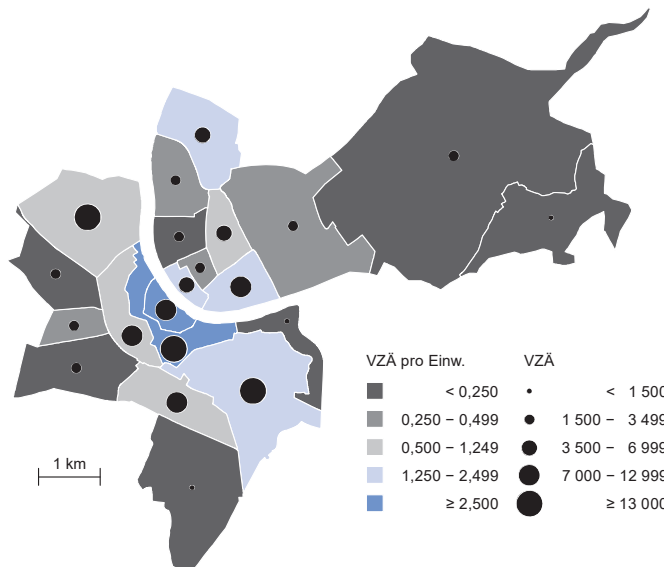 VZÄ pro Einw. VZÄ
< 0,250 < 1 500
0,250 – 0,499 1 500 – 3 499
0,500 – 1,249 3 500 – 6 999
1,250 – 2,499 7 000 – 12 999
≥ 2,500 ≥ 13 000
1 km